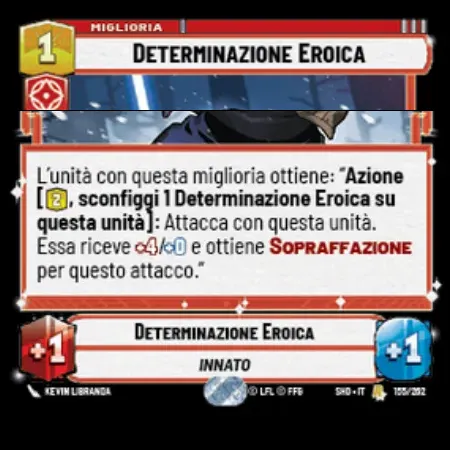 MIGLIORIA
1
DETERMINAZIONE EROICA
L'unità con questa miglioria ottiene: “Azione
[2, sconfiggi 1 Determinazione Eroica su
questa unità]: Attacca con questa unità.
Essa riceve +4/+0 e ottiene SOPRAFFAZIONE
per questo attacco.”
DETERMINAZIONE EROICA
+1
INNATO
+1
KEVIN LIBRANDA
© LFL © FFG
SHD • IT
155/262